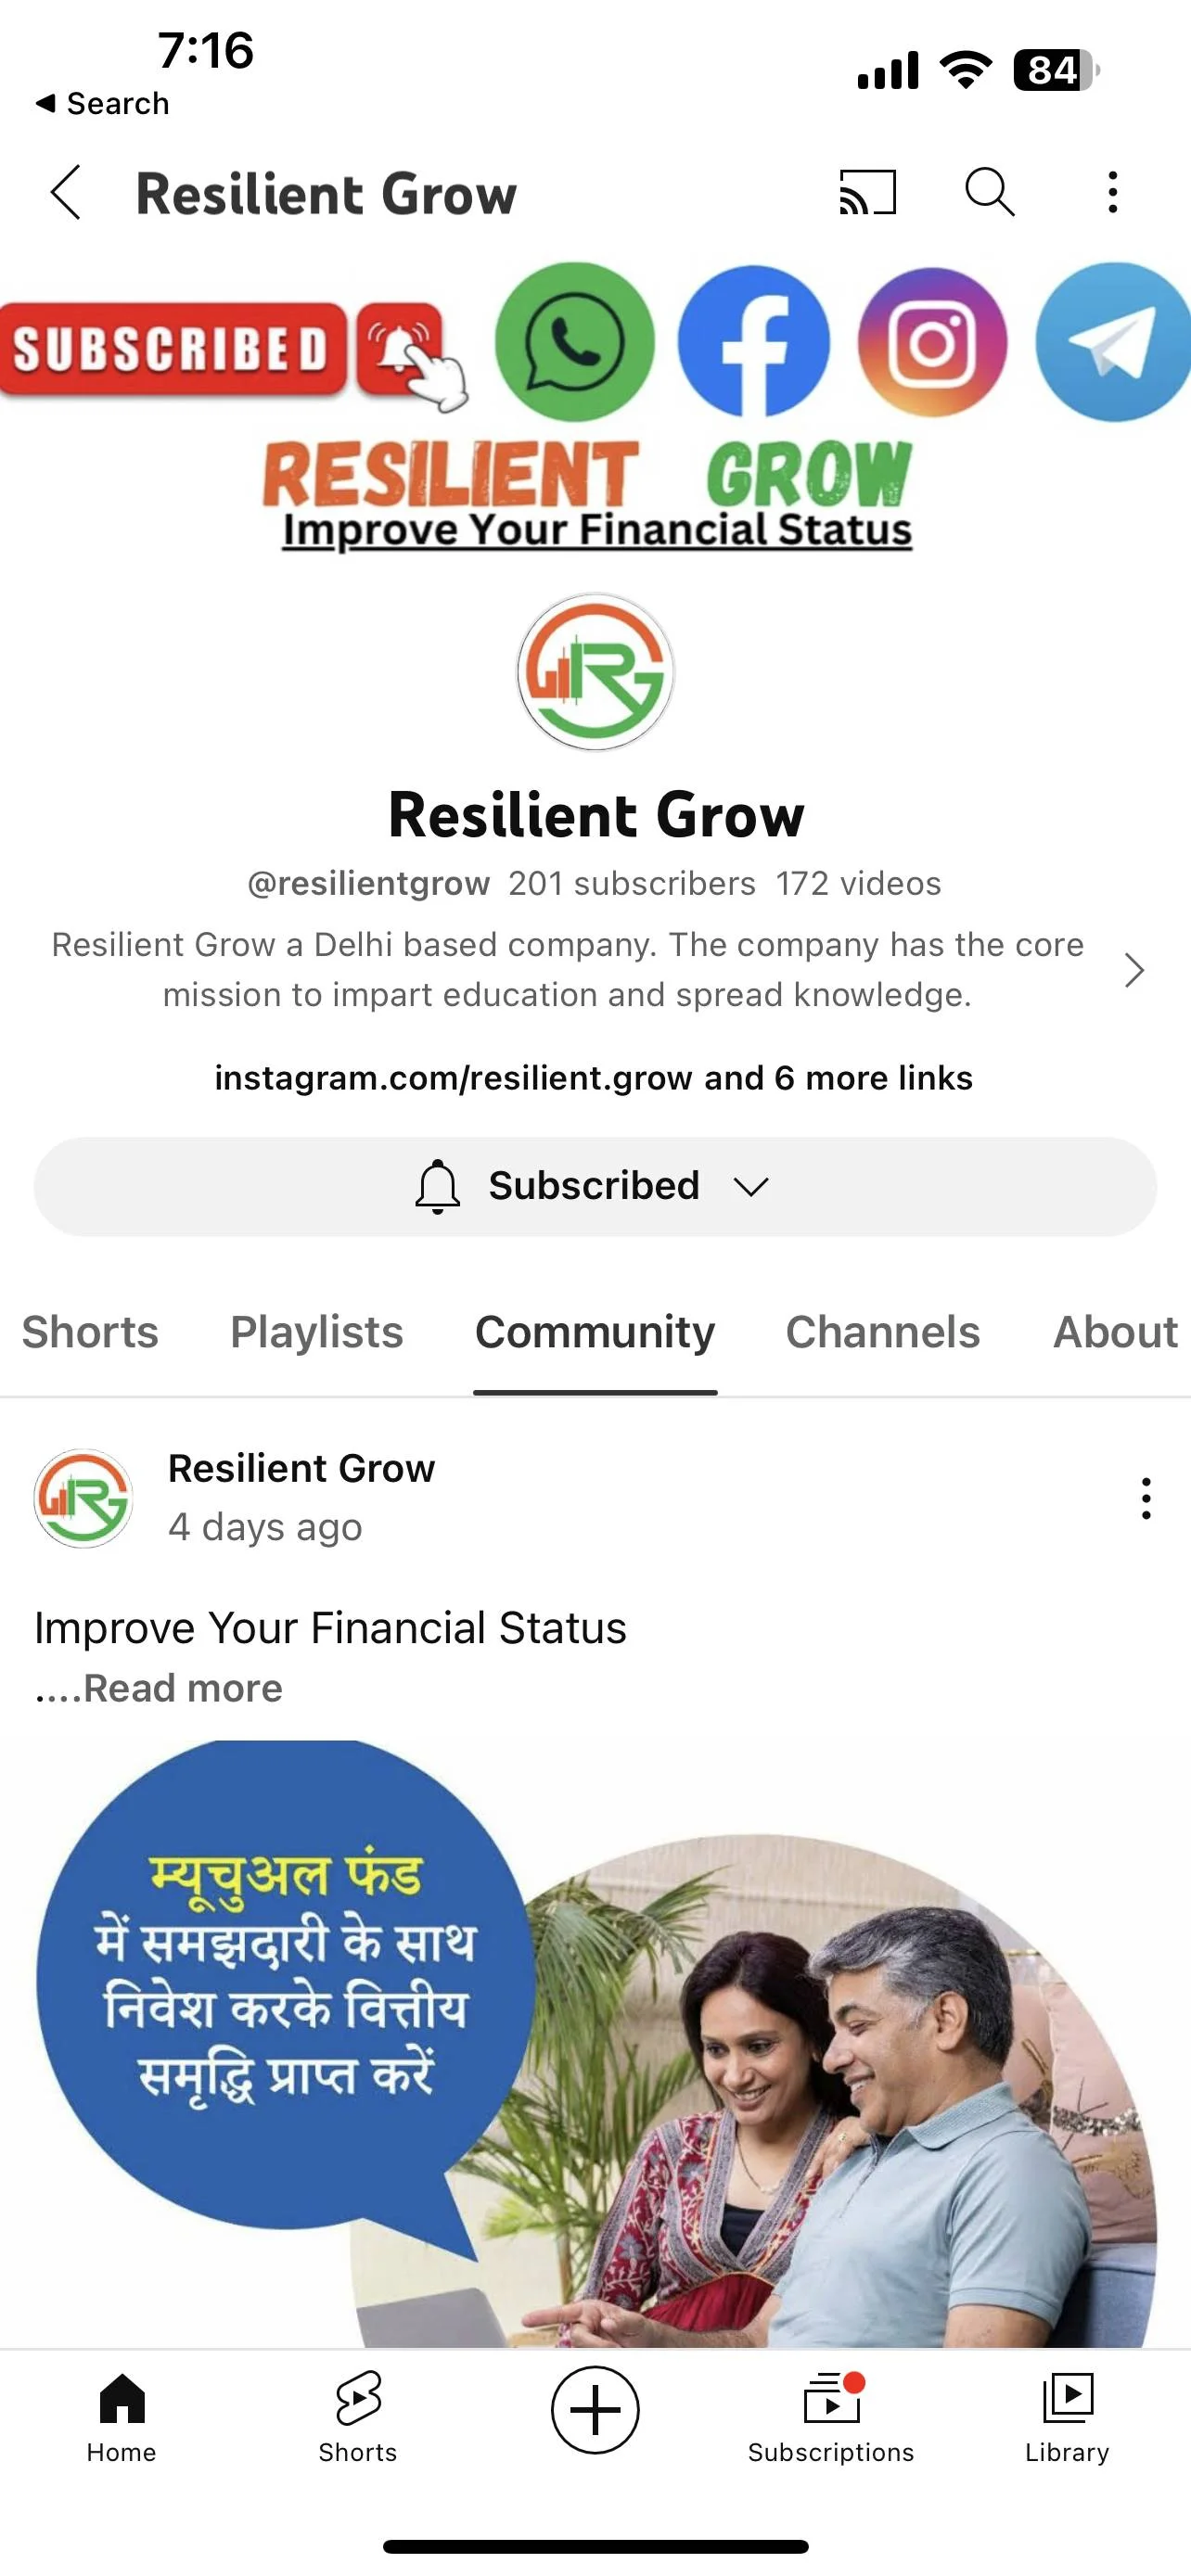 7:16
84
◀ Search
Resilient Grow
SUBSCRIBED
RESILIENT GROW
Improve Your Financial Status
Resilient Grow
@resilientgrow 201 subscribers 172 videos
Resilient Grow a Delhi based company. The company has the core
mission to impart education and spread knowledge.
instagram.com/resilient.grow and 6 more links
Subscribed
Shorts Playlists Community Channels About
Resilient Grow
4 days ago
Improve Your Financial Status
....Read more
म्यूचुअल फंड
में समझदारी के साथ
निवेश करके वित्तीय
समृद्धि प्राप्त करें
Home Shorts Subscriptions Library